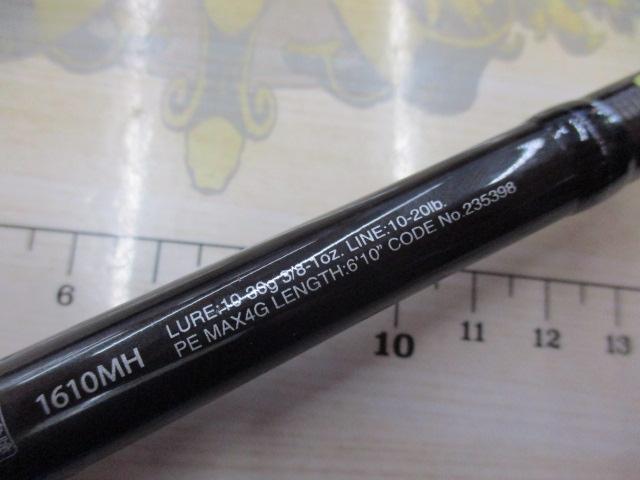 1610MH
LURE:10-30g 3/8-1oz. LINE:10-20lb.
PE MAX4G LENGTH:6'10" CODE No.235398
6
10
11
12
13